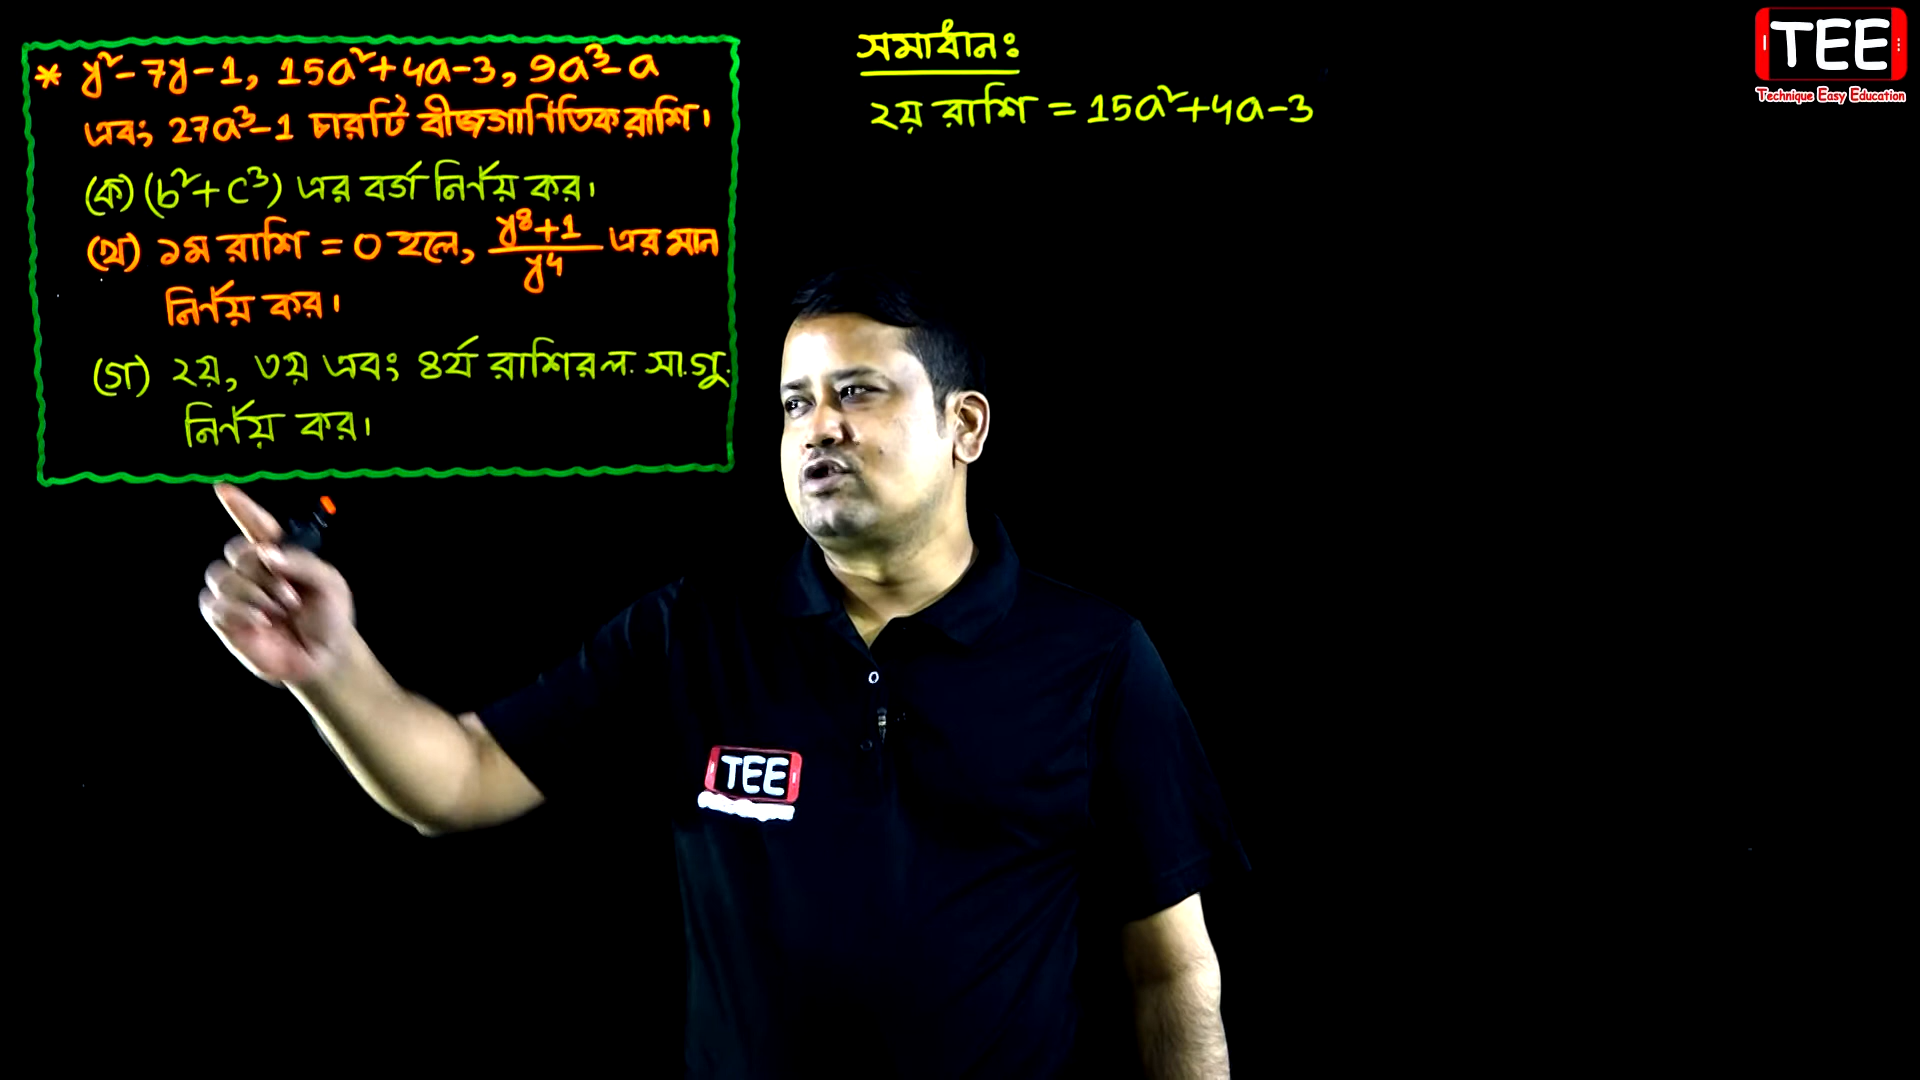 * y²-7y-1, 15a²+4a-3, 9a³-a
এবং 27a³-1 চারটি বীজগাণিতিক রাশি।
(ক) (b²+c³) এর বর্গ নির্ণয় কর।
(খ) ১ম রাশি = 0 হলে, (y⁸+1)/y⁴ এর মান
নির্ণয় কর।
(গ) ২য়, ৩য় এবং ৪র্থ রাশির ল. সা.গু.
নির্ণয় কর।
সমাধানঃ
২য় রাশি = 15a²+4a-3
TEE
Technique Easy Education
TEE